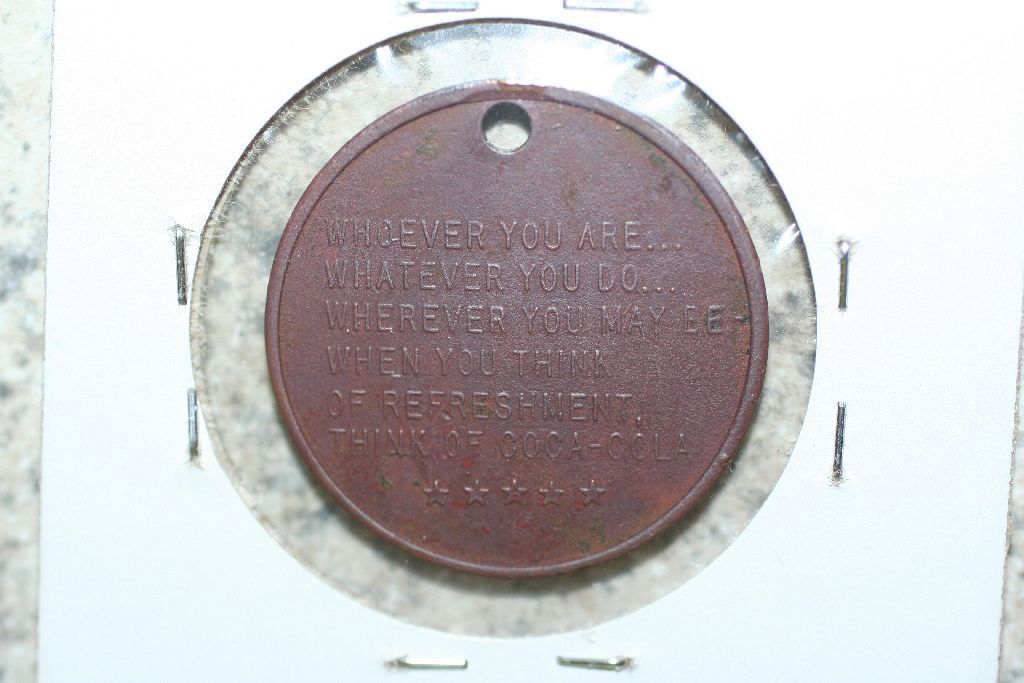 WHOEVER YOU ARE...
WHATEVER YOU DO...
WHEREVER YOU MAY BE-
WHEN YOU THINK
OF REFRESHMENT,
THINK OF COCA-COLA